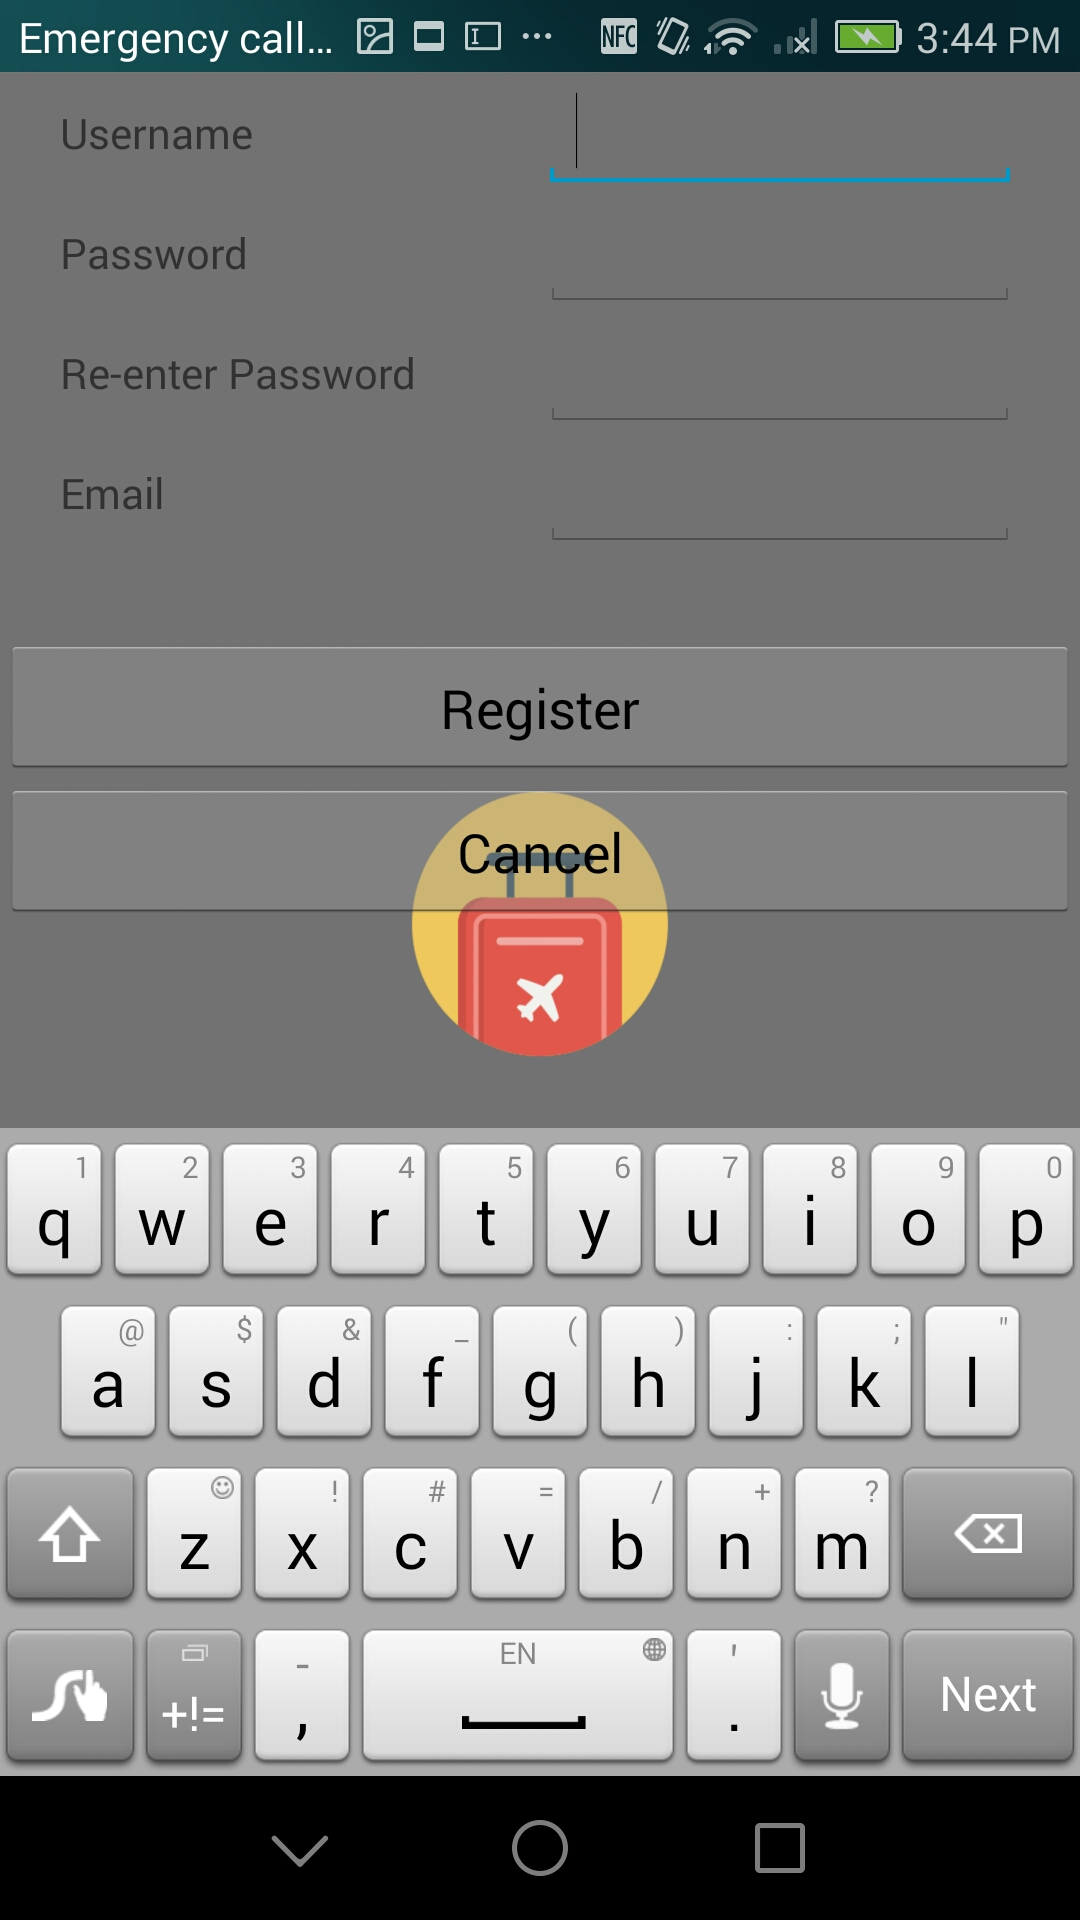 Emergency call... NFC 3:44 PM
Username
Password
Re-enter Password
Email
Register
Cancel
1 2 3 4 5 6 7 8 9 0
q w e r t y u i o p
@ $ & _ ( ) : ; "
a s d f g h j k l
! # = / + ?
z x c v b n m
- EN '
+!= , . Next